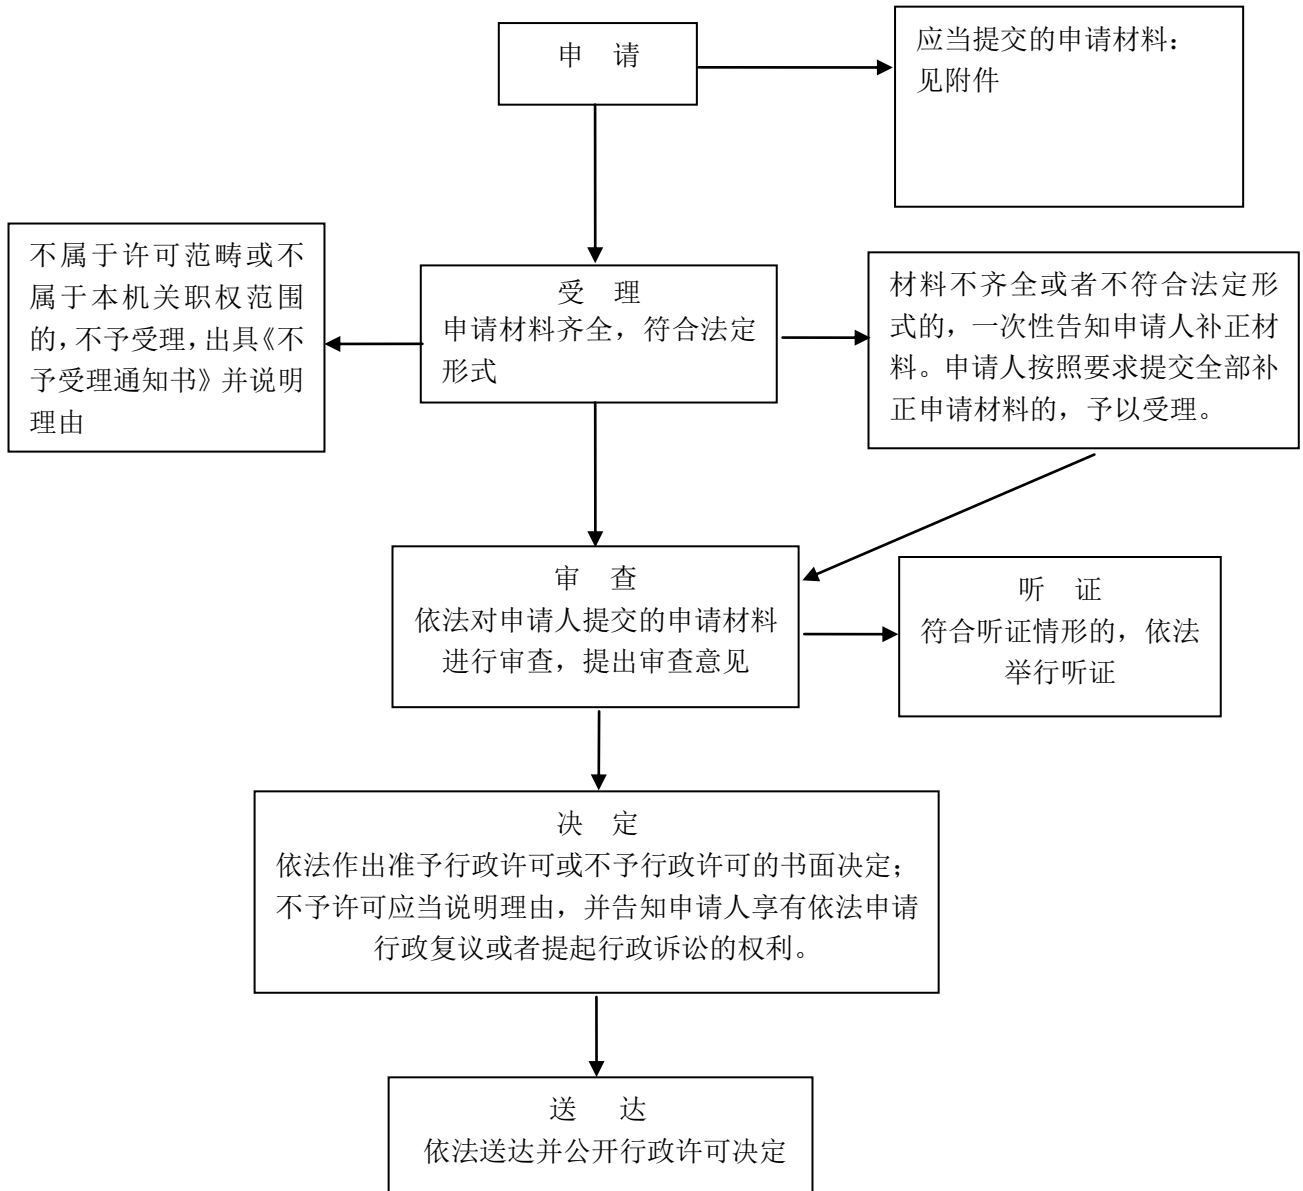 申 请
应当提交的申请材料：
见附件
不属于许可范畴或不
属于本机关职权范围
的，不予受理，出具《不
予受理通知书》并说明
理由
受 理
申请材料齐全，符合法定
形式
材料不齐全或者不符合法定形
式的，一次性告知申请人补正材
料。申请人按照要求提交全部补
正申请材料的，予以受理。
审 查
依法对申请人提交的申请材料
进行审查，提出审查意见
听 证
符合听证情形的，依法
举行听证
决 定
依法作出准予行政许可或不予行政许可的书面决定；
不予许可应当说明理由，并告知申请人享有依法申请
行政复议或者提起行政诉讼的权利。
送 达
依法送达并公开行政许可决定